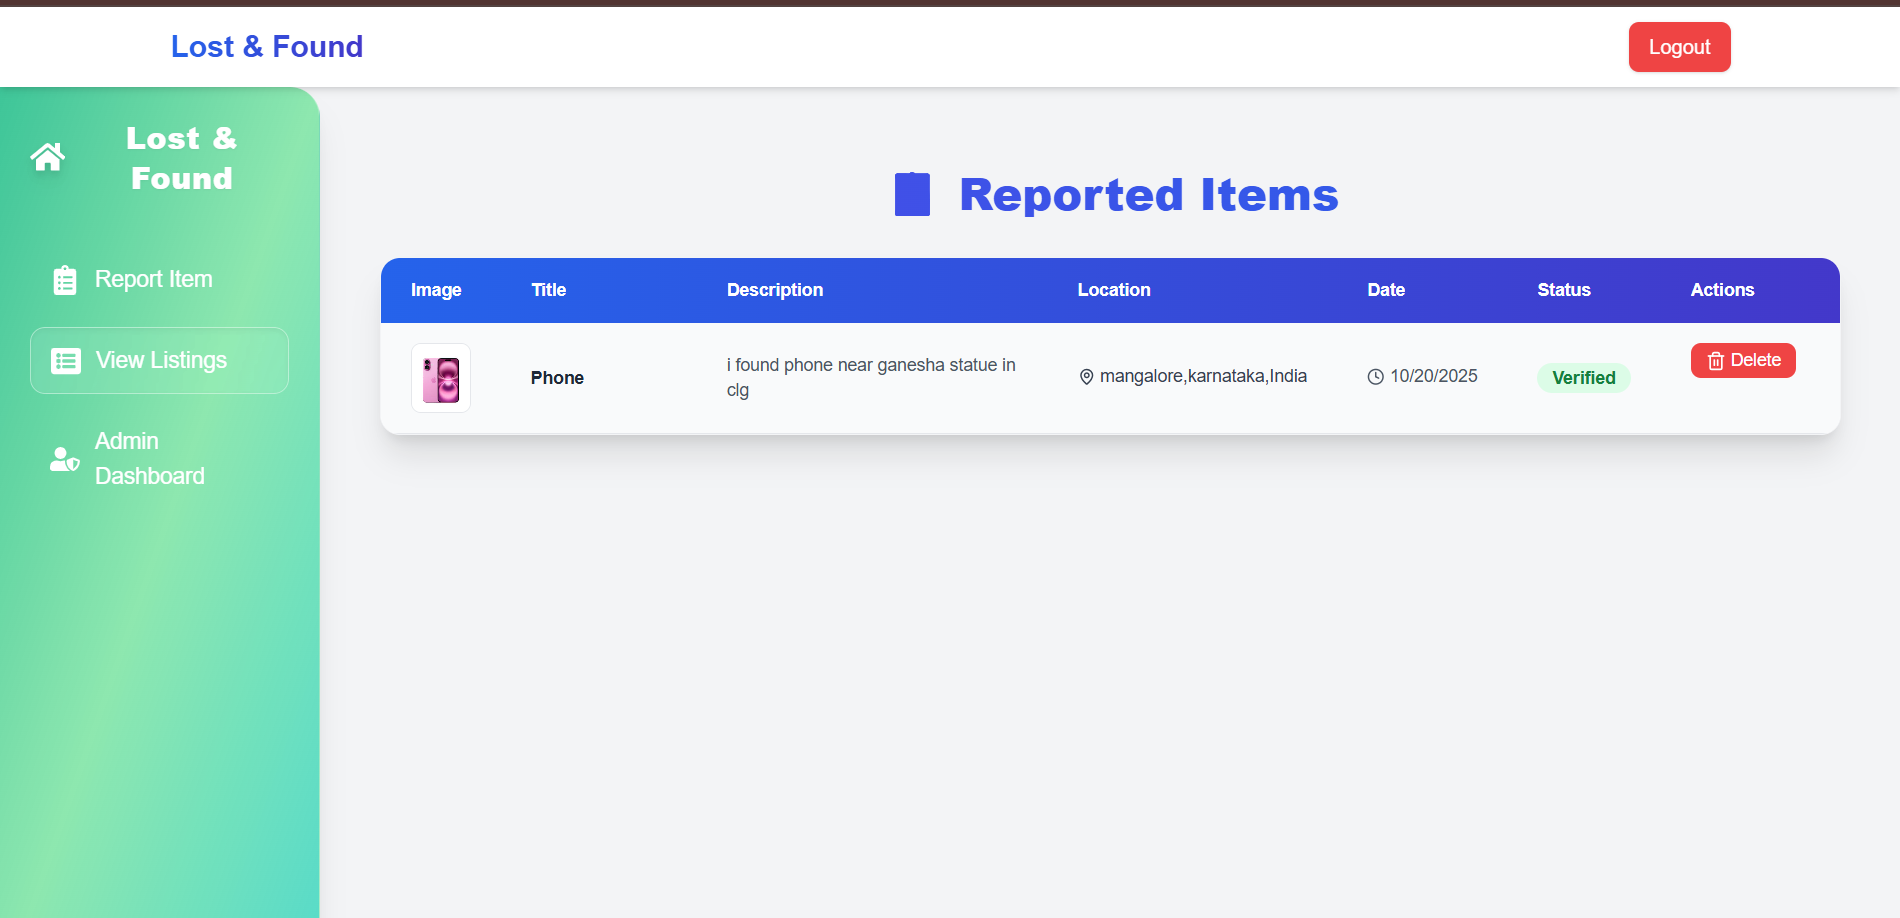 Lost & Found
Logout
Lost &
Found
Report Item
View Listings
Admin
Dashboard
Reported Items
Image Title Description Location Date Status Actions
Phone
i found phone near ganesha statue in
clg
mangalore,karnataka,India
10/20/2025
Verified
Delete